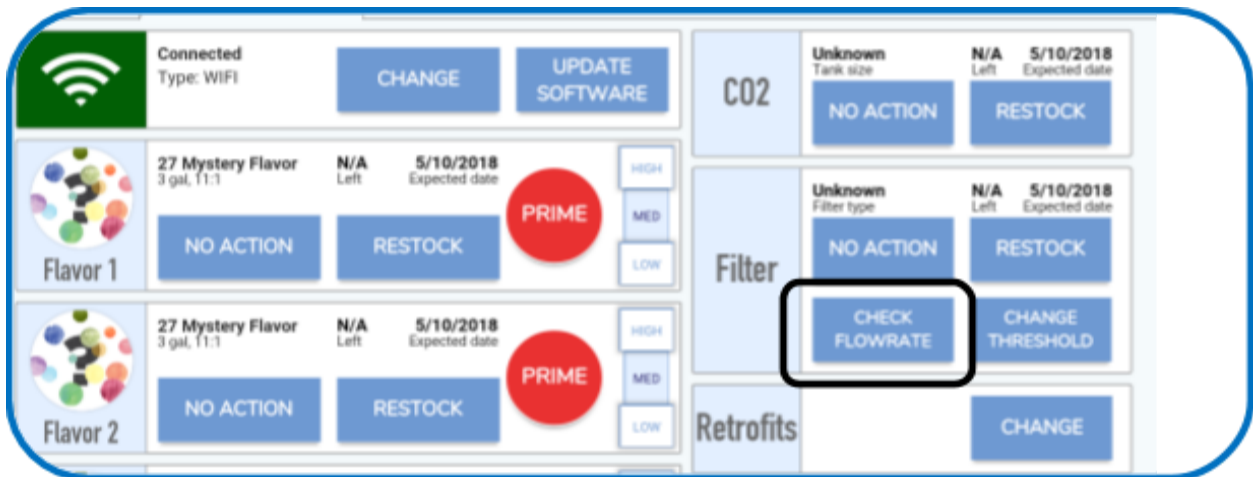 Connected
Type: WIFI
CHANGE
UPDATE
SOFTWARE
27 Mystery Flavor
3 gal, 11:1
N/A
Left
5/10/2018
Expected date
NO ACTION
RESTOCK
PRIME
HIGH
MED
LOW
Flavor 1
27 Mystery Flavor
3 gal, 11:1
N/A
Left
5/10/2018
Expected date
NO ACTION
RESTOCK
PRIME
HIGH
MED
LOW
Flavor 2
CO2
Unknown
Tank size
N/A
Left
5/10/2018
Expected date
NO ACTION
RESTOCK
Filter
Unknown
Filter type
N/A
Left
5/10/2018
Expected date
NO ACTION
RESTOCK
CHECK
FLOWRATE
CHANGE
THRESHOLD
Retrofits
CHANGE